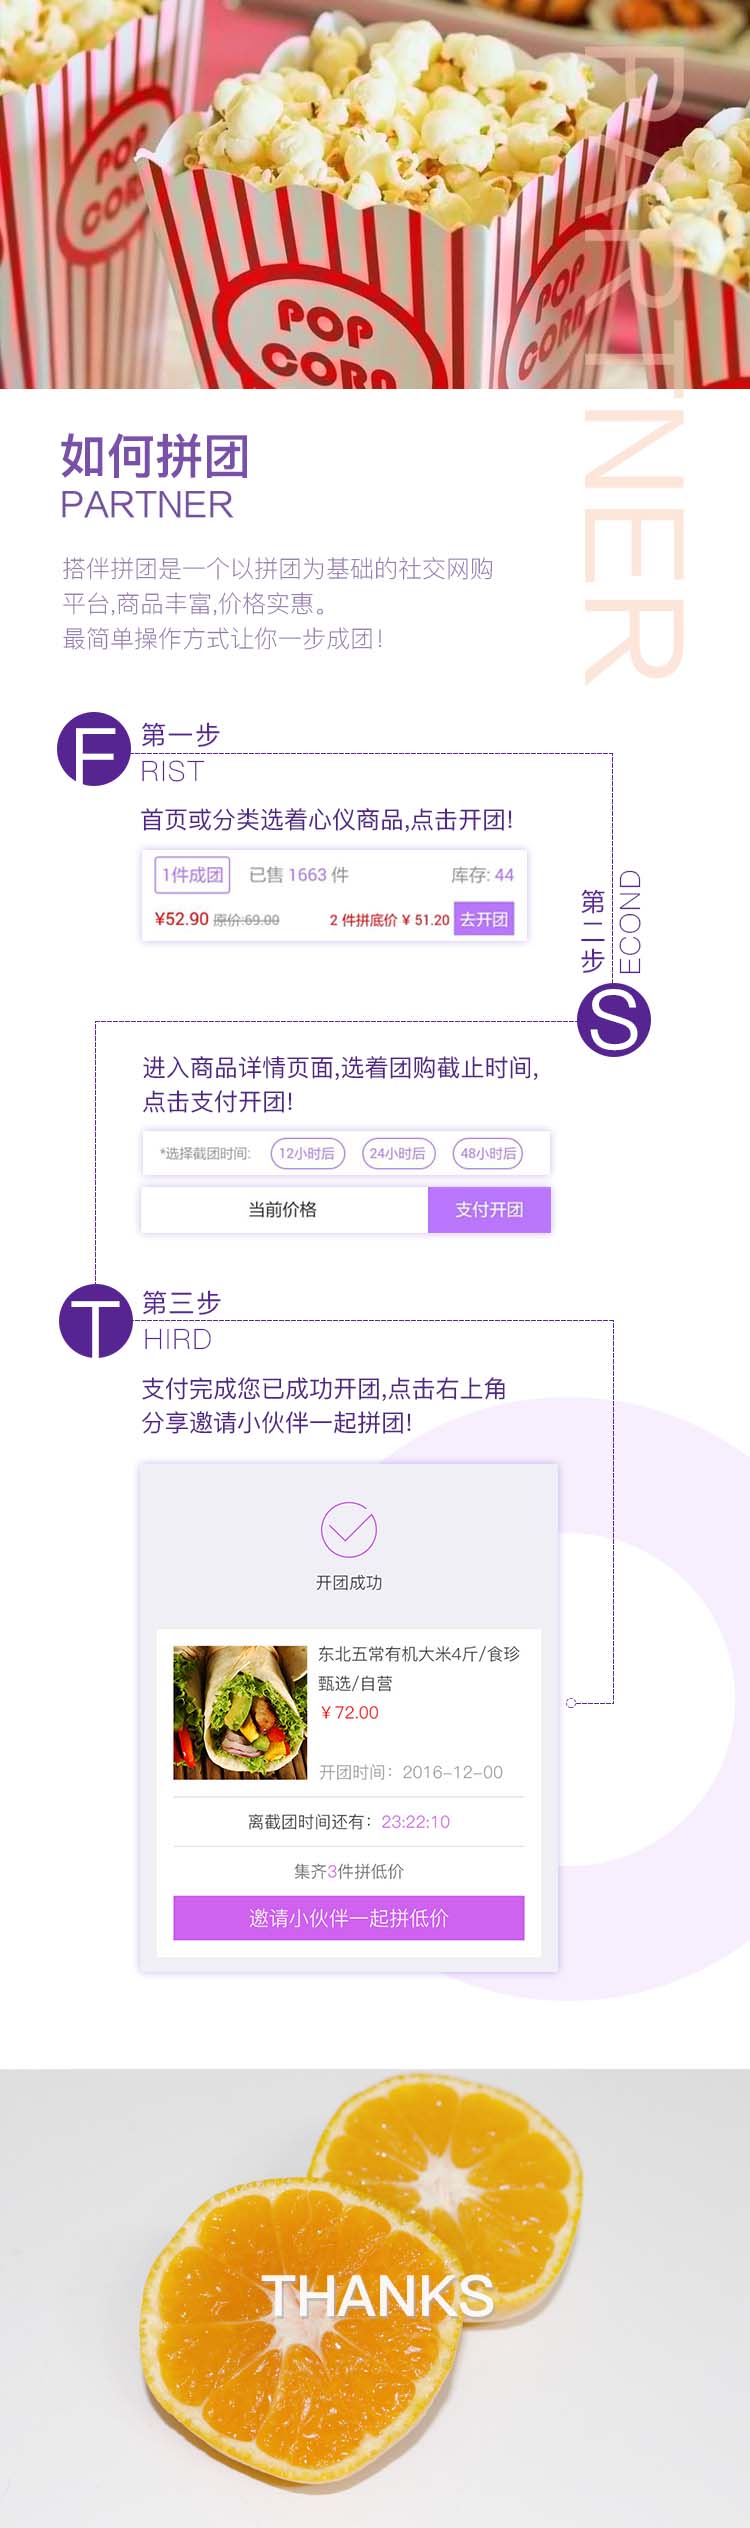 POP
CORN
POP
CORN
POP
CORN
PARTNER
如何拼团
PARTNER
搭伴拼团是一个以拼团为基础的社交网购
平台,商品丰富,价格实惠。
最简单操作方式让你一步成团!
第一步
FRIST
首页或分类选着心仪商品,点击开团!
1件成团 已售 1663 件 库存: 44
¥52.90 原价:69.00 2 件拼底价 ¥ 51.20 去开团
第二步
SECOND
进入商品详情页面,选着团购截止时间,
点击支付开团!
*选择截团时间: 12小时后 24小时后 48小时后
当前价格 支付开团
第三步
THIRD
支付完成您已成功开团,点击右上角
分享邀请小伙伴一起拼团!
开团成功
东北五常有机大米4斤/食珍
甄选/自营
¥ 72.00
开团时间：2016-12-00
离截团时间还有：23:22:10
集齐3件拼低价
邀请小伙伴一起拼低价
THANKS